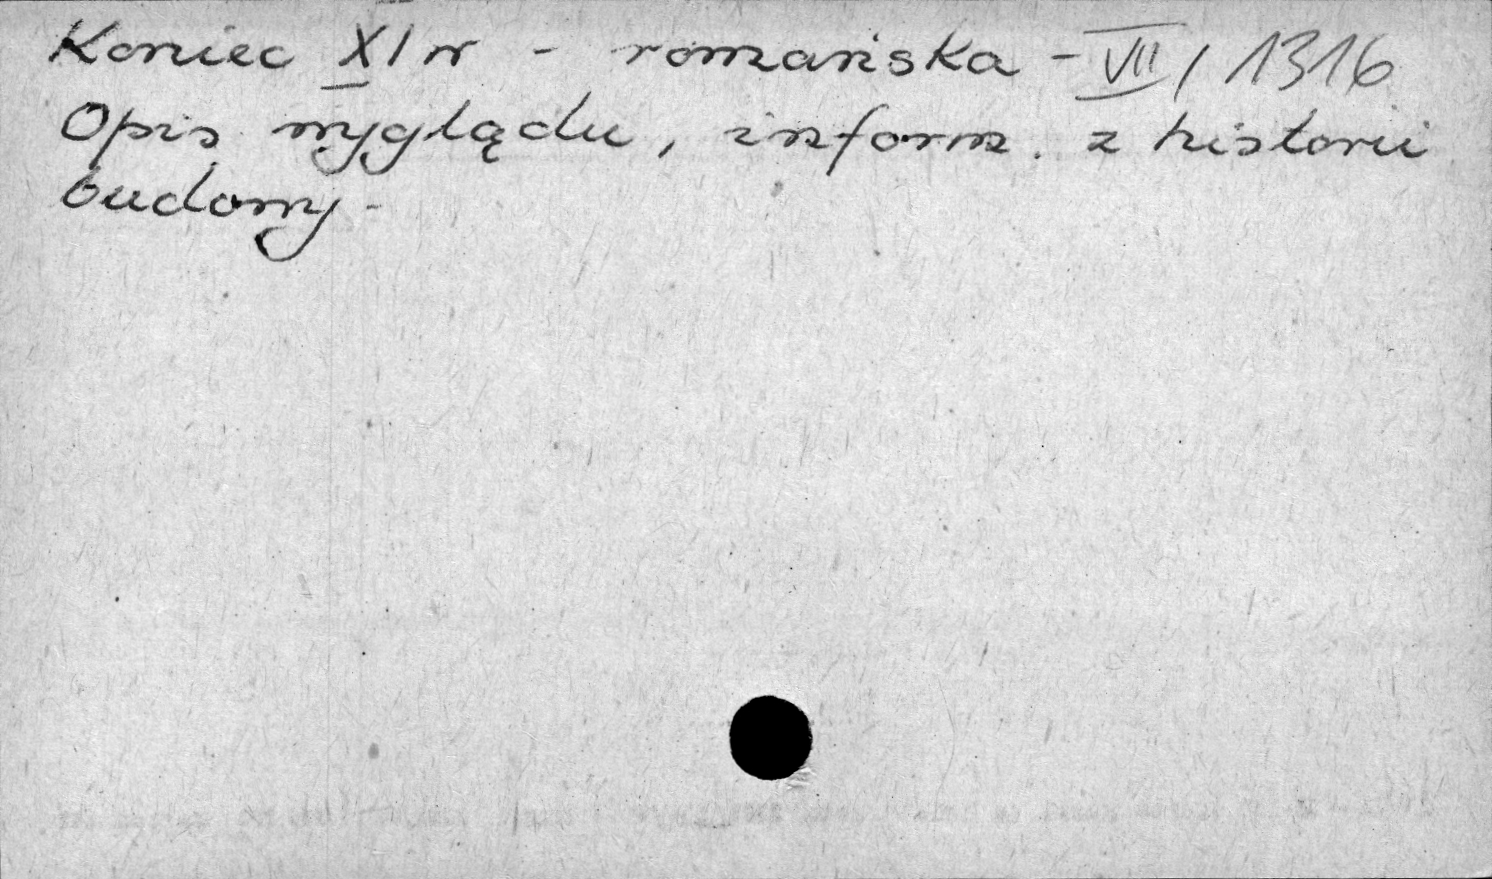 Koniec XI w - romańska - VII / 1316
Opis wyglądu, inform. z historii
budowy -